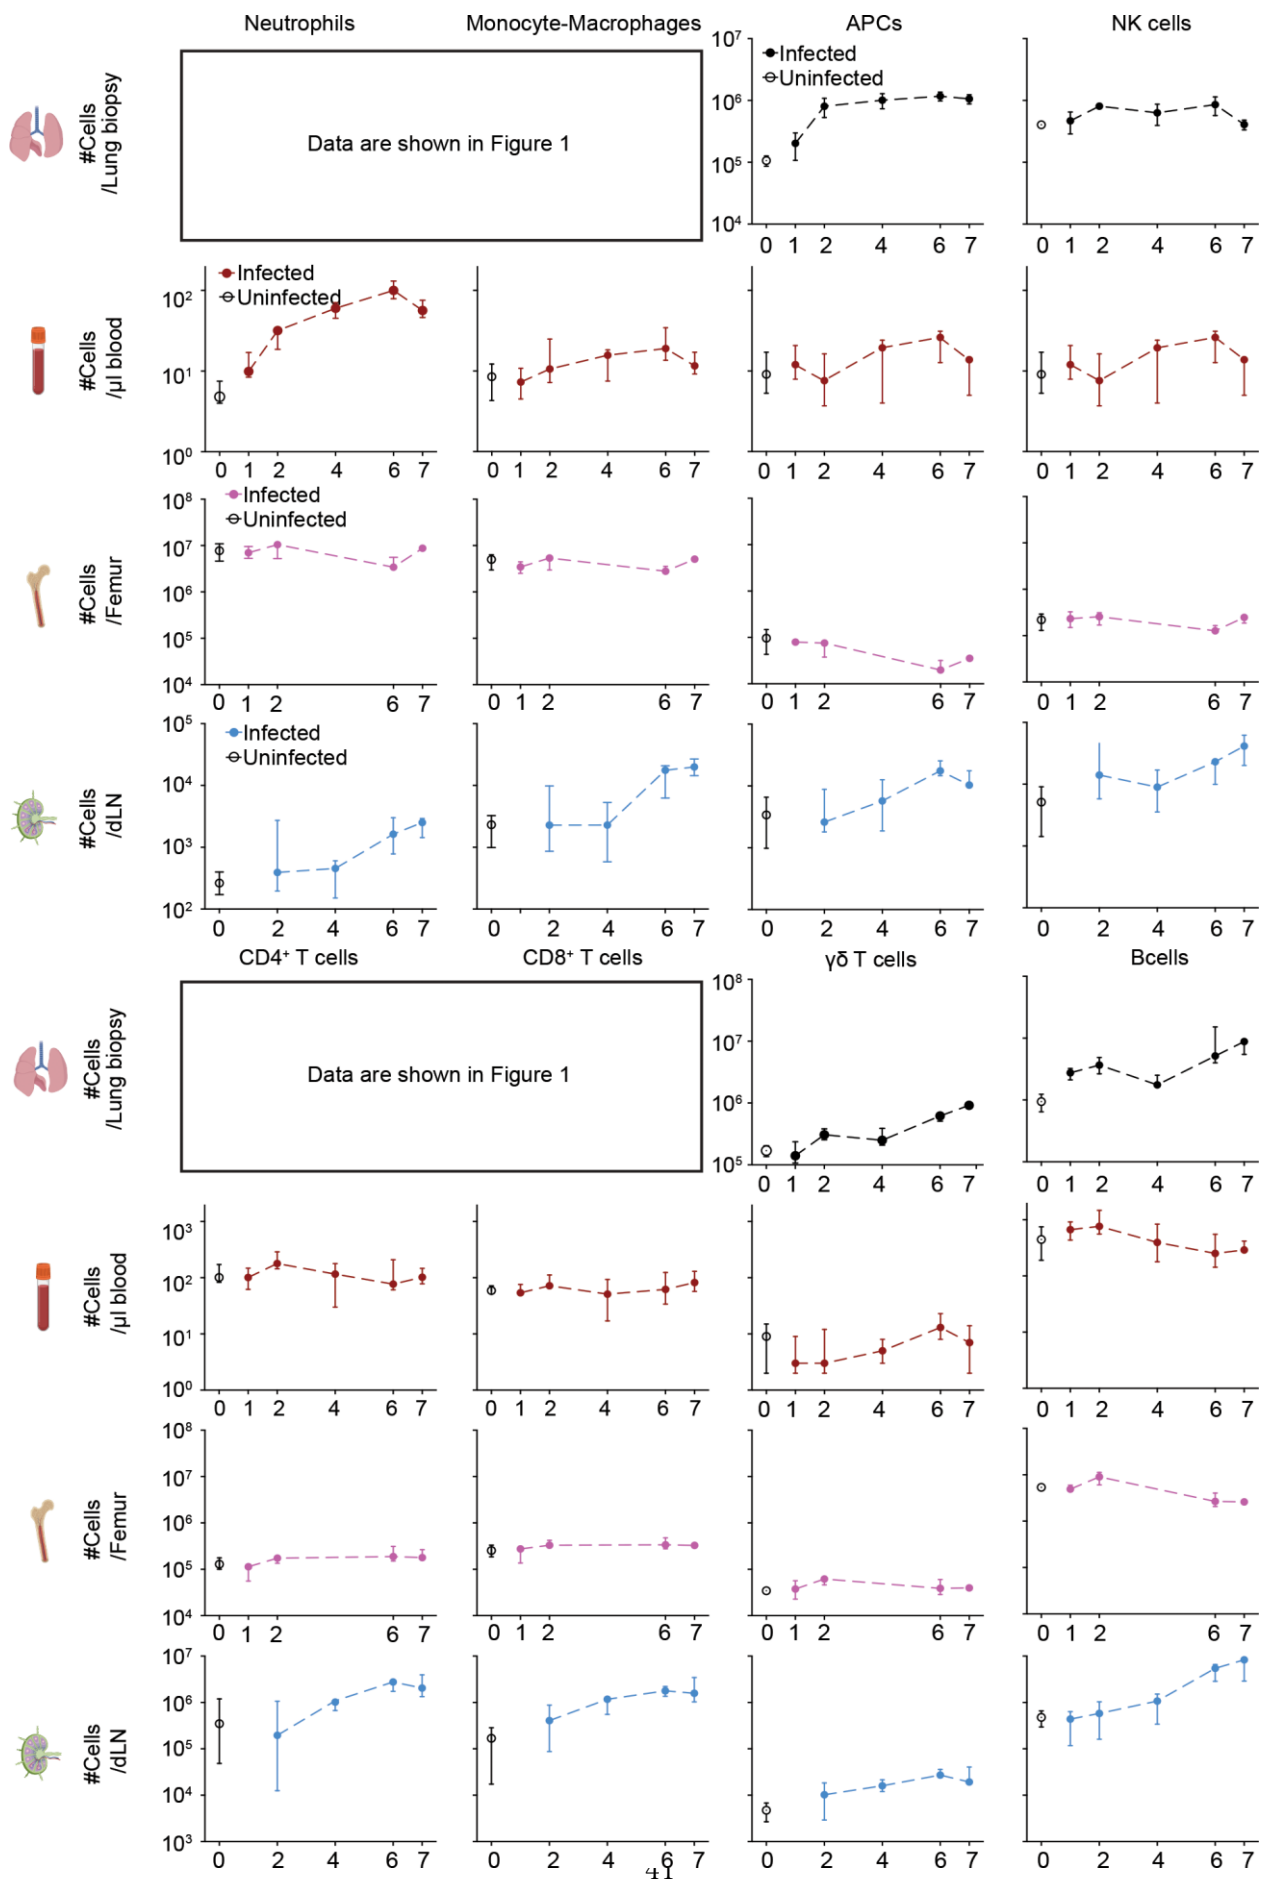 Neutrophils Monocyte-Macrophages APCs NK cells
#Cells
/Lung biopsy
Data are shown in Figure 1
10⁷
10⁶
10⁵
10⁴
Infected
Uninfected
0 1 2 4 6 7
0 1 2 4 6 7
#Cells
/µl blood
10²
10¹
10⁰
Infected
Uninfected
0 1 2 4 6 7
0 1 2 4 6 7
0 1 2 4 6 7
0 1 2 4 6 7
#Cells
/Femur
10⁸
10⁷
10⁶
10⁵
10⁴
Infected
Uninfected
0 1 2 6 7
0 1 2 6 7
0 1 2 6 7
0 1 2 6 7
#Cells
/dLN
10⁵
10⁴
10³
10²
Infected
Uninfected
0 2 4 6 7
0 2 4 6 7
0 2 4 6 7
0 2 4 6 7
CD4⁺ T cells CD8⁺ T cells γδ T cells Bcells
#Cells
/Lung biopsy
Data are shown in Figure 1
10⁸
10⁷
10⁶
10⁵
0 1 2 4 6 7
0 1 2 4 6 7
#Cells
/µl blood
10³
10²
10¹
10⁰
0 1 2 4 6 7
0 1 2 4 6 7
0 1 2 4 6 7
0 1 2 4 6 7
#Cells
/Femur
10⁸
10⁷
10⁶
10⁵
10⁴
0 1 2 6 7
0 1 2 6 7
0 1 2 6 7
0 1 2 6 7
#Cells
/dLN
10⁷
10⁶
10⁵
10⁴
10³
0 2 4 6 7
0 2 4 6 7
0 2 4 6 7
0 1 2 4 6 7
41